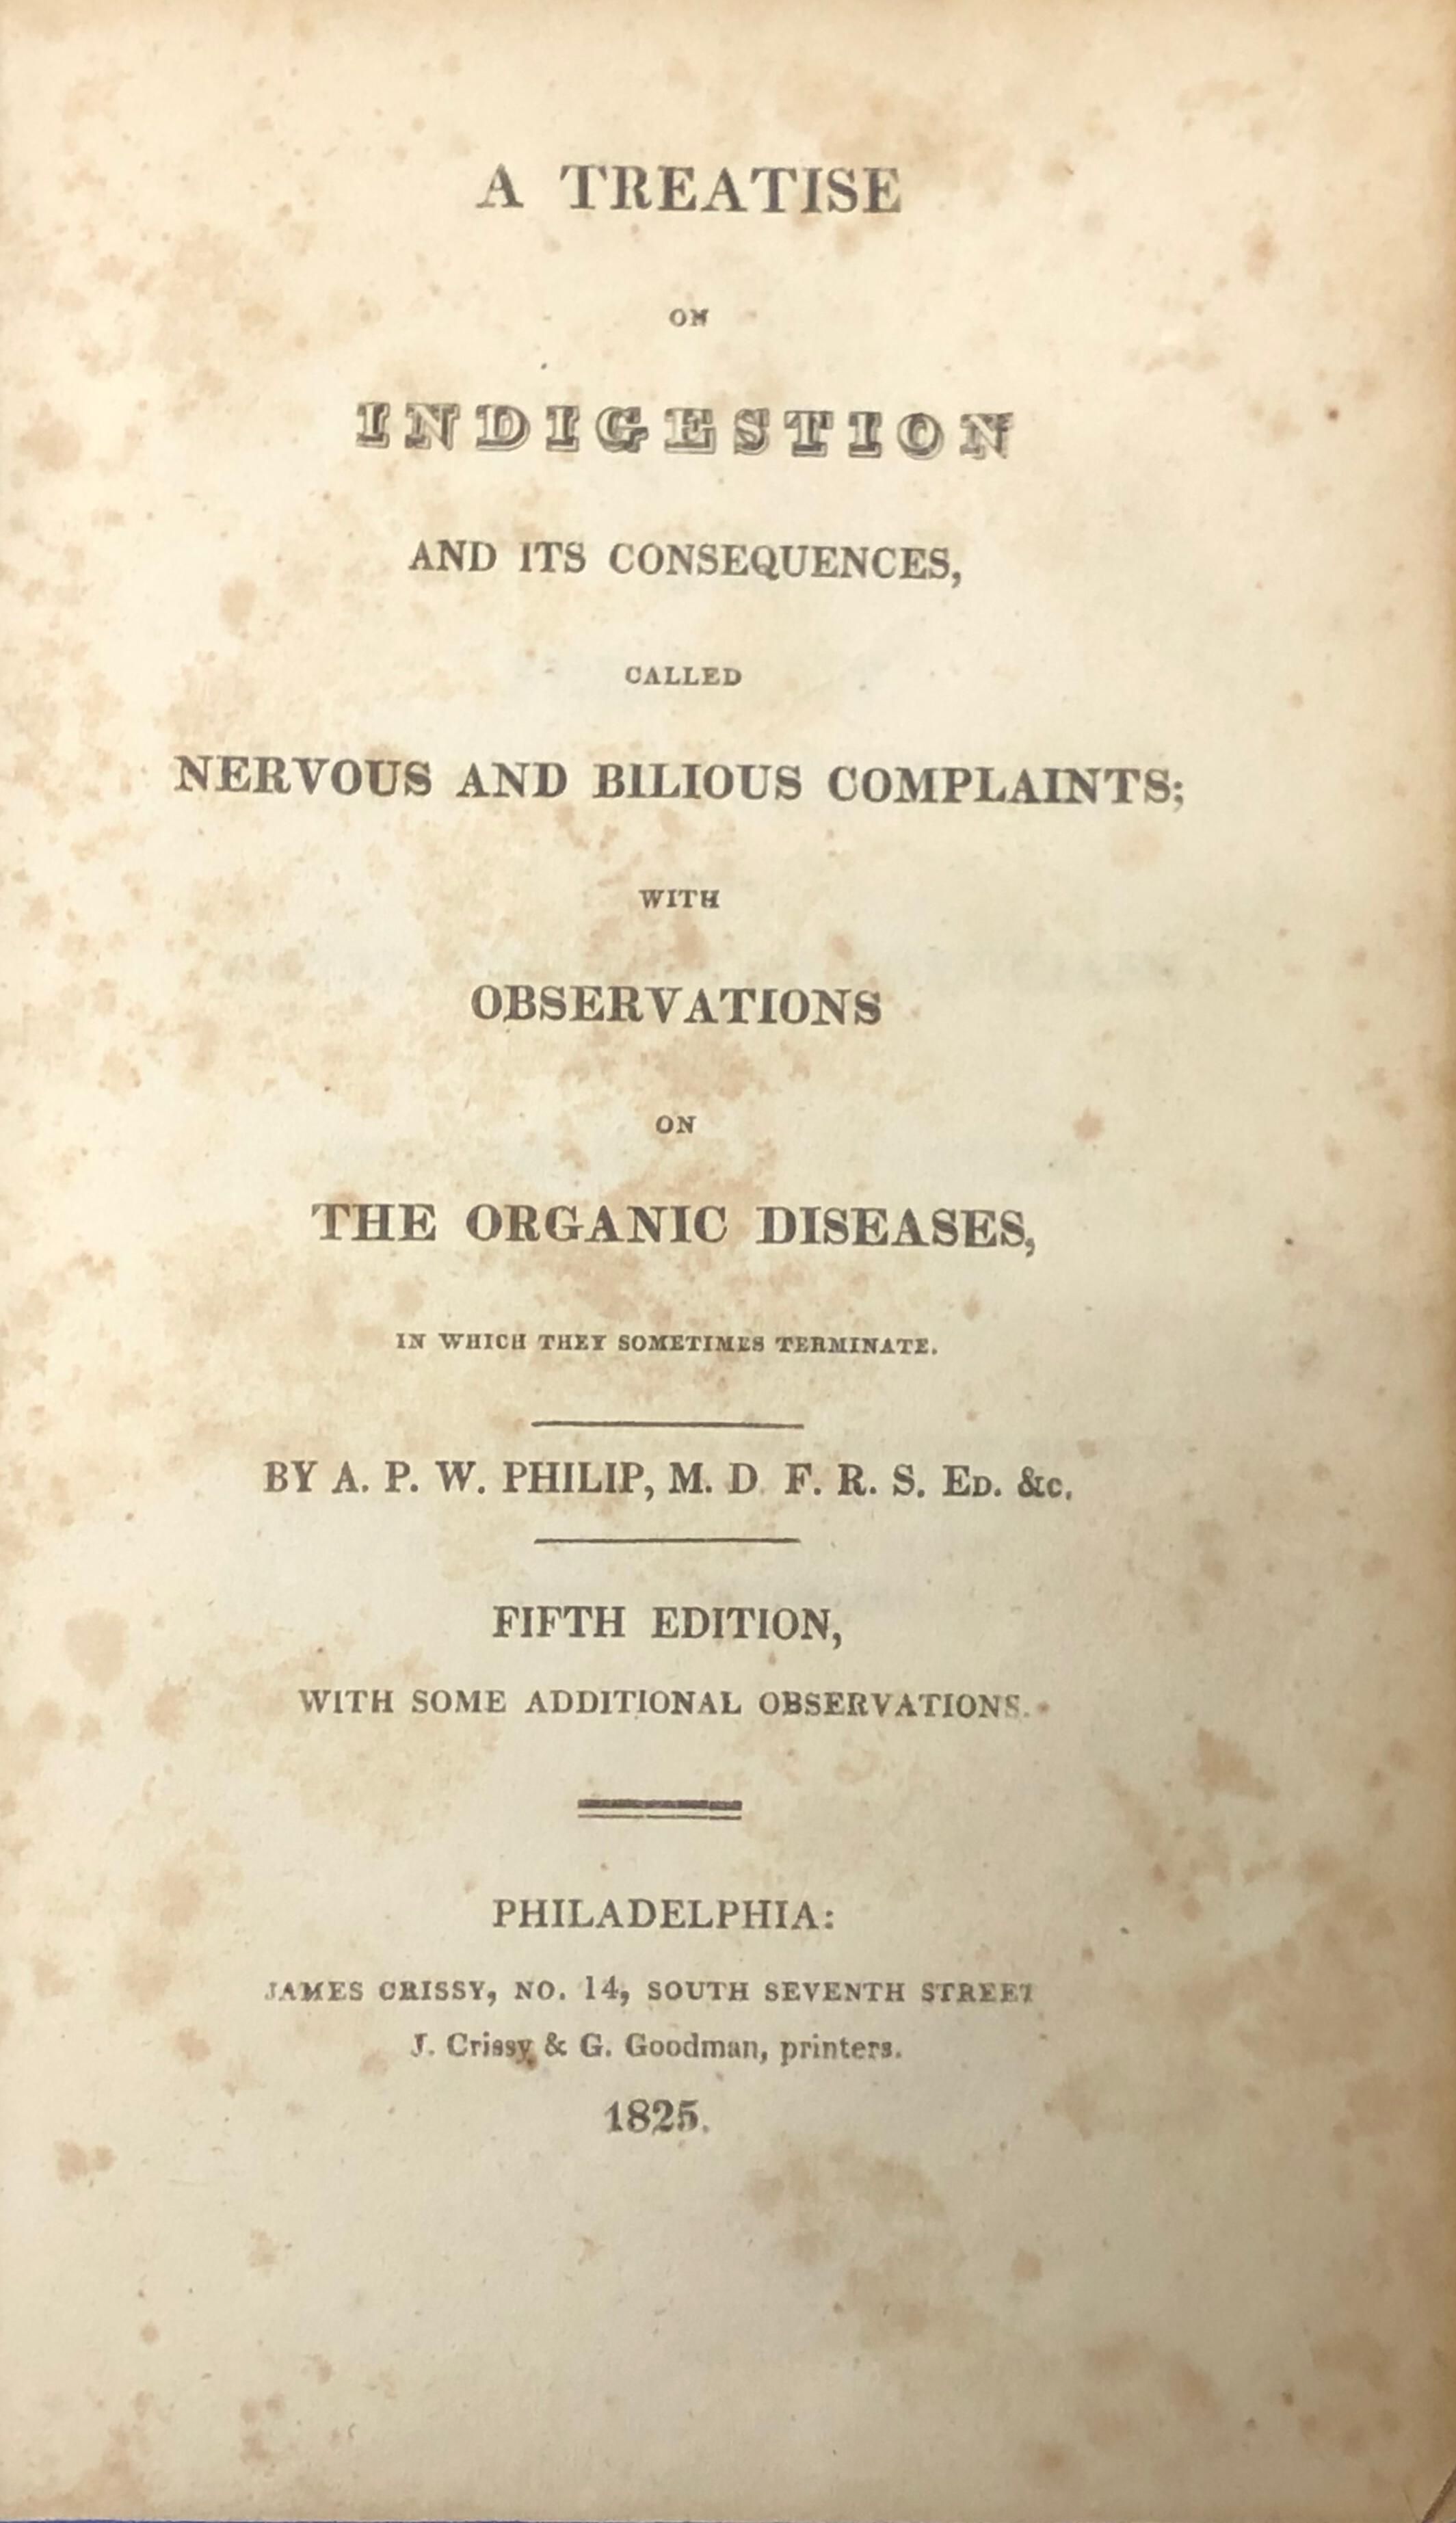 A TREATISE
ON
INDIGESTION
AND ITS CONSEQUENCES,
CALLED
NERVOUS AND BILIOUS COMPLAINTS;
WITH
OBSERVATIONS
ON
THE ORGANIC DISEASES,
IN WHICH THEY SOMETIMES TERMINATE.
BY A. P. W. PHILIP, M. D F. R. S. ED. &c.
FIFTH EDITION,
WITH SOME ADDITIONAL OBSERVATIONS.
PHILADELPHIA:
JAMES CRISSY, NO. 14, SOUTH SEVENTH STREET
J. Crissy & G. Goodman, printers.
1825.